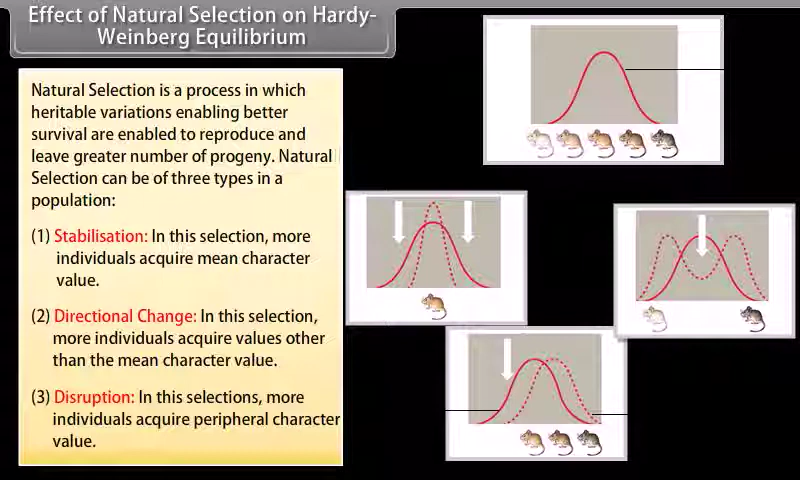 Effect of Natural Selection on Hardy-
Weinberg Equilibrium
Natural Selection is a process in which
heritable variations enabling better
survival are enabled to reproduce and
leave greater number of progeny. Natural
Selection can be of three types in a
population:
(1) Stabilisation: In this selection, more
individuals acquire mean character
value.
(2) Directional Change: In this selection,
more individuals acquire values other
than the mean character value.
(3) Disruption: In this selections, more
individuals acquire peripheral character
value.